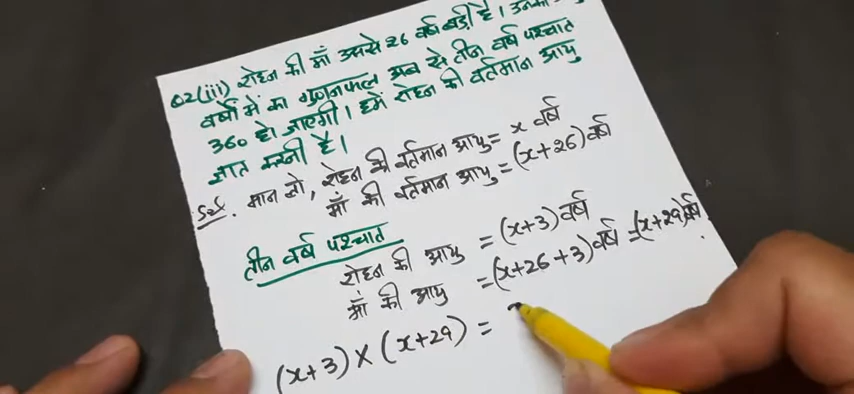 Q2(iii) रोहन की माँ उससे 26 वर्ष बड़ी है। उनकी
वर्षों में का गुणनफल अब से तीन वर्ष पश्चात
360 हो जाएगी। हमें रोहन की वर्तमान आयु
ज्ञात करनी है।
Sol. मान लो, रोहन की वर्तमान आयु = x वर्ष
माँ की वर्तमान आयु = (x+26) वर्ष
तीन वर्ष पश्चात
रोहन की आयु = (x+3) वर्ष
माँ की आयु = (x+26+3) वर्ष = (x+29) वर्ष.
(x+3) × (x+29) =